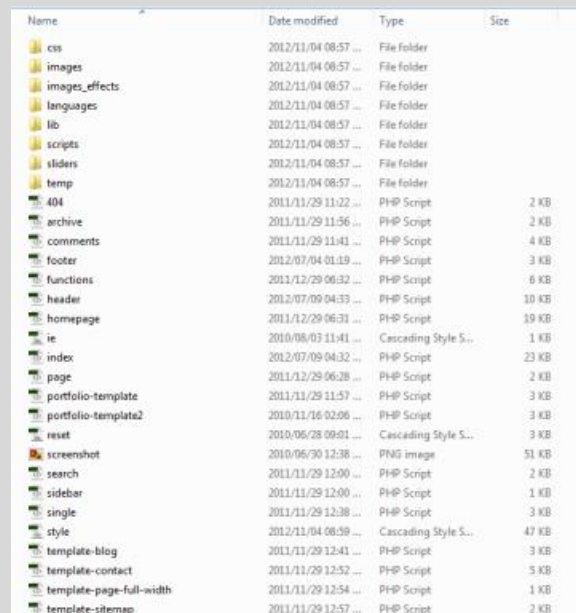 Name Date modified Type Size
css 2012/11/04 08:57 ... File folder
images 2012/11/04 08:57 ... File folder
images_effects 2012/11/04 08:57 ... File folder
languages 2012/11/04 08:57 ... File folder
lib 2012/11/04 08:57 ... File folder
scripts 2012/11/04 08:57 ... File folder
sliders 2012/11/04 08:57 ... File folder
temp 2012/11/04 08:57 ... File folder
404 2011/11/29 11:22 ... PHP Script 2 KB
archive 2011/11/29 11:56 ... PHP Script 2 KB
comments 2011/11/29 11:41 ... PHP Script 4 KB
footer 2012/07/04 01:19 ... PHP Script 3 KB
functions 2011/12/29 06:32 ... PHP Script 6 KB
header 2012/07/09 04:33 ... PHP Script 10 KB
homepage 2011/12/29 06:31 ... PHP Script 19 KB
ie 2010/08/03 11:41 ... Cascading Style S... 1 KB
index 2012/07/09 04:32 ... PHP Script 23 KB
page 2011/12/29 06:28 ... PHP Script 2 KB
portfolio-template 2011/11/29 11:57 ... PHP Script 3 KB
portfolio-template2 2010/11/16 02:06 ... PHP Script 3 KB
reset 2010/06/28 09:01 ... Cascading Style S... 3 KB
screenshot 2010/06/30 12:38 ... PNG image 51 KB
search 2011/11/29 12:00 ... PHP Script 2 KB
sidebar 2011/11/29 12:00 ... PHP Script 1 KB
single 2011/11/29 12:38 ... PHP Script 3 KB
style 2012/11/04 08:59 ... Cascading Style S... 47 KB
template-blog 2011/11/29 12:41 ... PHP Script 3 KB
template-contact 2011/11/29 12:52 ... PHP Script 5 KB
template-page-full-width 2011/11/29 12:54 ... PHP Script 1 KB
template-sitemap 2011/11/29 12:57 ... PHP Script 2 KB